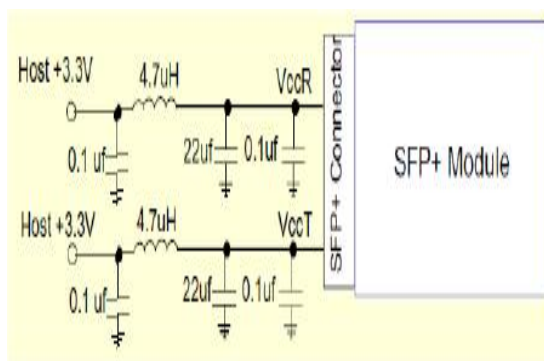 Host +3.3V
4.7uH
VccR
0.1 uf
22uf
0.1uf
Host +3.3V
4.7uH
VccT
0.1 uf
22uf
0.1uf
SFP+ Connector
SFP+ Module